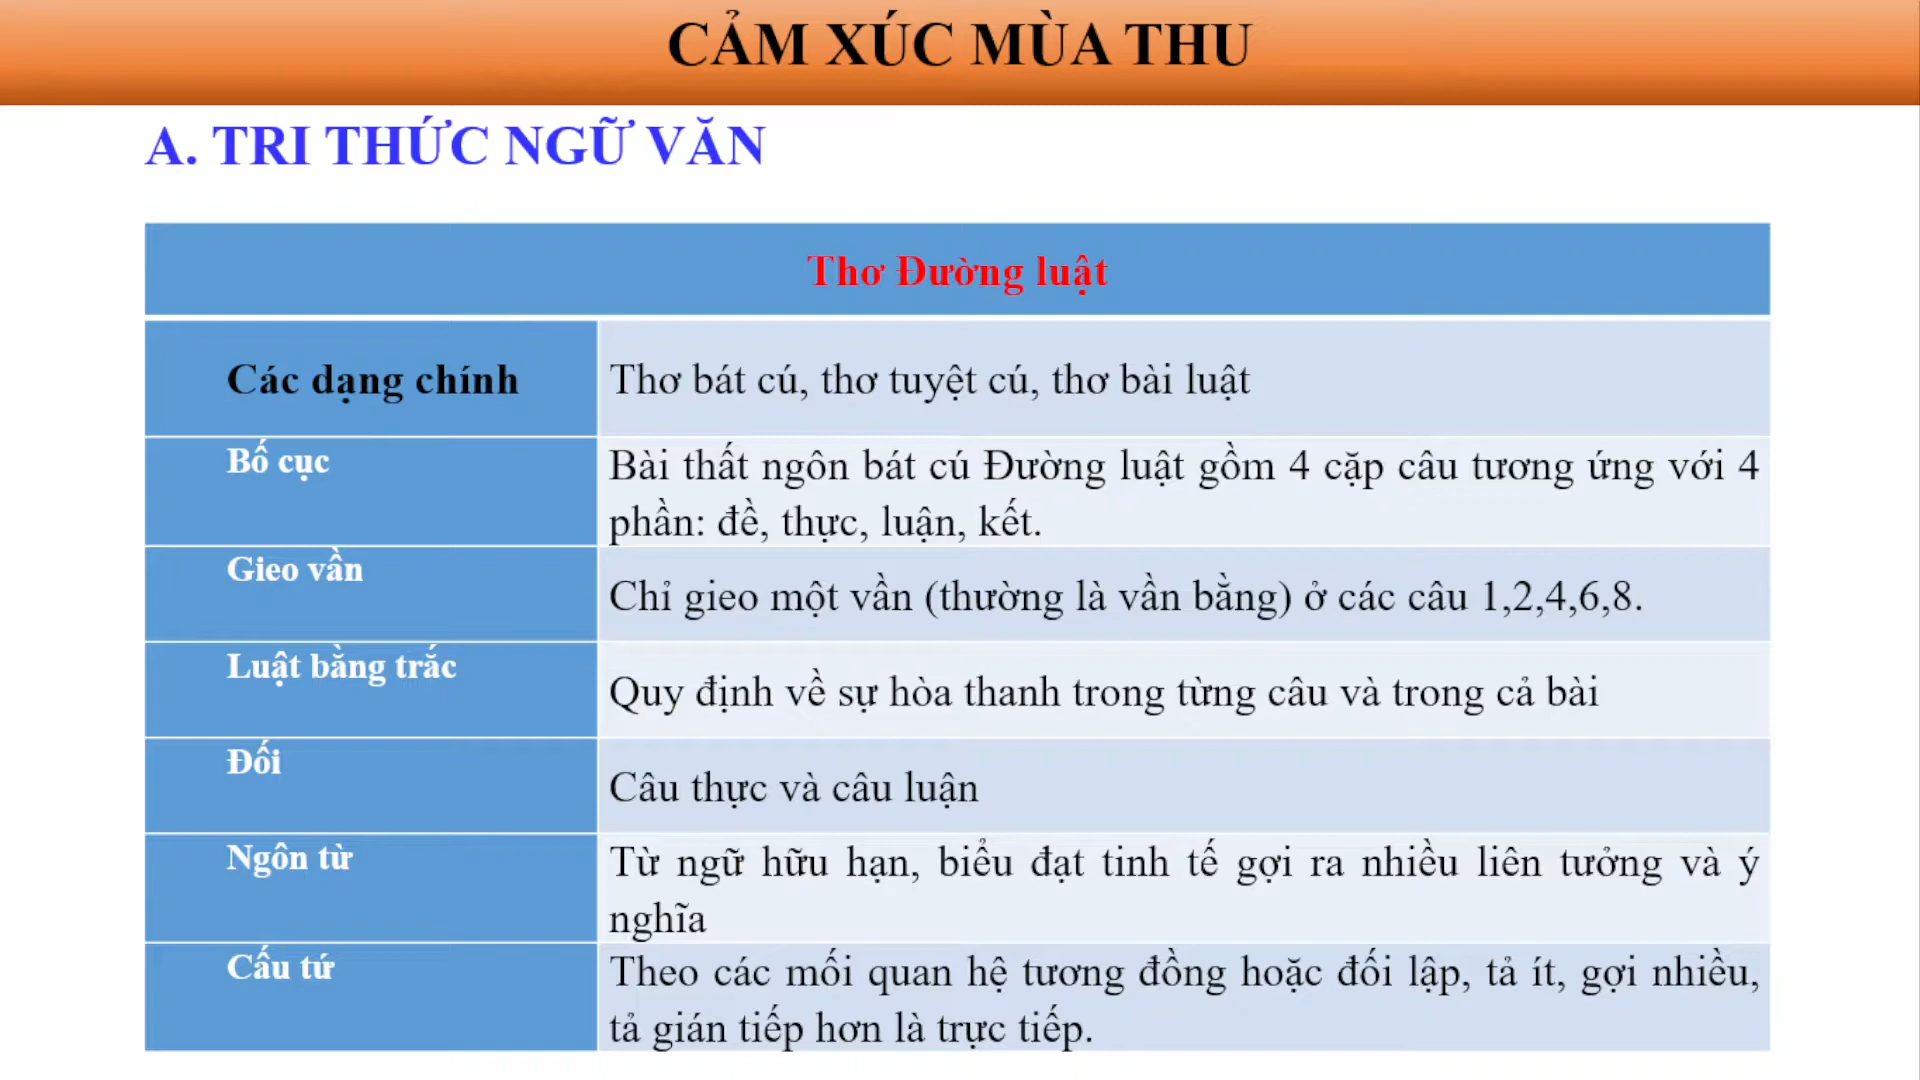 CẢM XÚC MÙA THU
A. TRI THỨC NGỮ VĂN
Thơ Đường luật
Các dạng chính
Thơ bát cú, thơ tuyệt cú, thơ bài luật
Bố cục
Bài thất ngôn bát cú Đường luật gồm 4 cặp câu tương ứng với 4
phần: đề, thực, luận, kết.
Gieo vần
Chỉ gieo một vần (thường là vần bằng) ở các câu 1,2,4,6,8.
Luật bằng trắc
Quy định về sự hòa thanh trong từng câu và trong cả bài
Đối
Câu thực và câu luận
Ngôn từ
Từ ngữ hữu hạn, biểu đạt tinh tế gợi ra nhiều liên tưởng và ý
nghĩa
Cấu tứ
Theo các mối quan hệ tương đồng hoặc đối lập, tả ít, gợi nhiều,
tả gián tiếp hơn là trực tiếp.